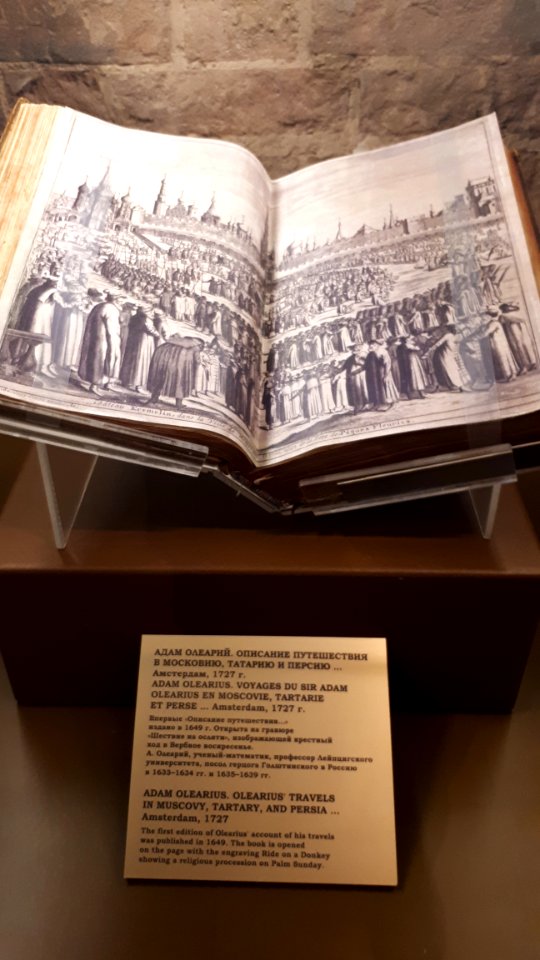 Kremelin, dans la
Pâques Fleuries
АДАМ ОЛЕАРИЙ. ОПИСАНИЕ ПУТЕШЕСТВИЯ
В МОСКОВИЮ, ТАТАРИЮ И ПЕРСИЮ ...
Амстердам, 1727 г.
ADAM OLEARIUS. VOYAGES DU SIR ADAM
OLEARIUS EN MOSCOVIE, TARTARIE
ET PERSE ... Amsterdam, 1727 г.
Впервые «Описание путешествия...»
издано в 1649 г. Открыта на гравюре
«Шествие на осляти», изображающей крестный
ход в Вербное воскресенье.
А. Олеарий, ученый-математик, профессор Лейпцигского
университета, посол герцога Голштинского в Россию
в 1633-1634 гг. и 1635-1639 гг.
ADAM OLEARIUS. OLEARIUS' TRAVELS
IN MUSCOVY, TARTARY, AND PERSIA ...
Amsterdam, 1727
The first edition of Olearius' account of his travels
was published in 1649. The book is opened
on the page with the engraving Ride on a Donkey
showing a religious procession on Palm Sunday.